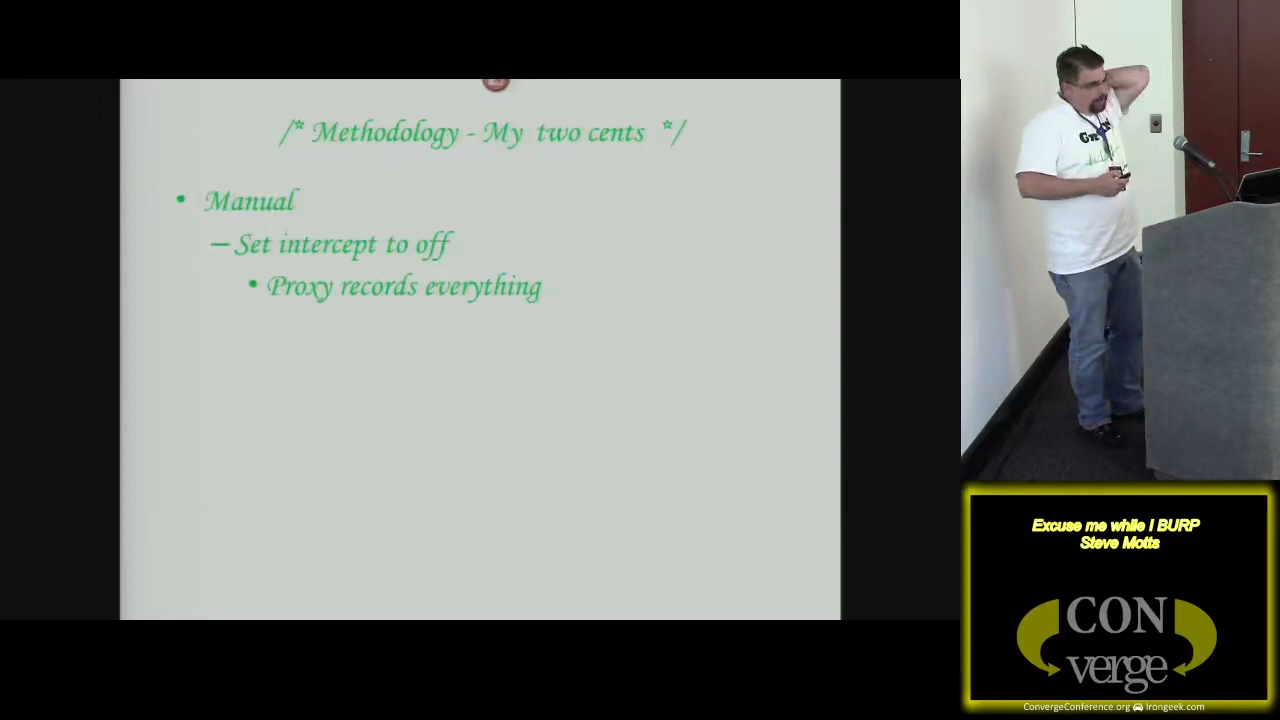 /* Methodology - My two cents */
• Manual
– Set intercept to off
• Proxy records everything
Excuse me while I BURP
Steve Motts
CON
verge
ConvergeConference.org Irongeek.com